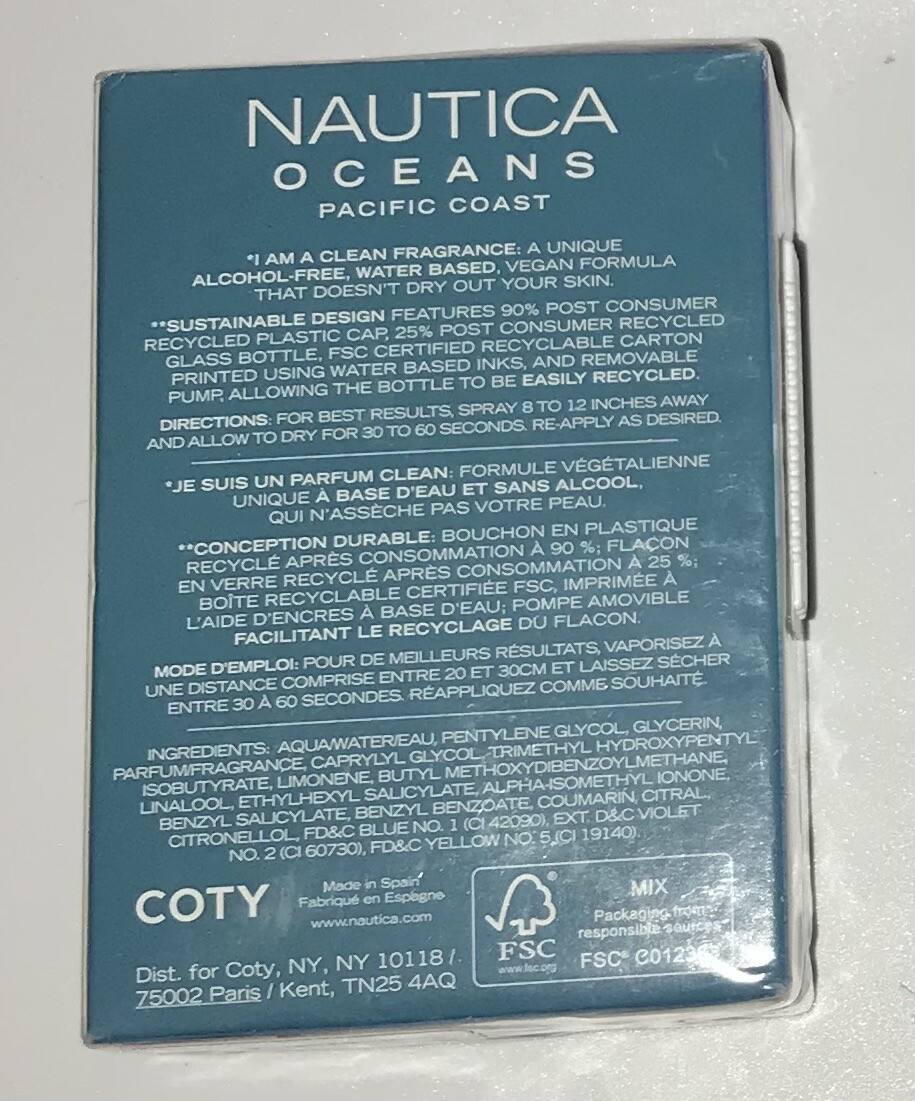 NAUTICA
OCEANS
PACIFIC COAST
*I AM A CLEAN FRAGRANCE: A UNIQUE
ALCOHOL-FREE, WATER BASED, VEGAN FORMULA
THAT DOESN'T DRY OUT YOUR SKIN.
**SUSTAINABLE DESIGN FEATURES 90% POST CONSUMER
RECYCLED PLASTIC CAP, 25% POST CONSUMER RECYCLED
GLASS BOTTLE, FSC CERTIFIED RECYCLABLE CARTON
PRINTED USING WATER BASED INKS, AND REMOVABLE
PUMP, ALLOWING THE BOTTLE TO BE EASILY RECYCLED.
DIRECTIONS: FOR BEST RESULTS, SPRAY 8 TO 12 INCHES AWAY
AND ALLOW TO DRY FOR 30 TO 60 SECONDS. RE-APPLY AS DESIRED.
*JE SUIS UN PARFUM CLEAN: FORMULE VÉGÉTALIENNE
UNIQUE À BASE D'EAU ET SANS ALCOOL,
QUI N'ASSÈCHE PAS VOTRE PEAU.
**CONCEPTION DURABLE: BOUCHON EN PLASTIQUE
RECYCLÉ APRÈS CONSOMMATION À 90 %; FLACON
EN VERRE RECYCLÉ APRÈS CONSOMMATION À 25 %;
BOÎTE RECYCLABLE CERTIFIÉE FSC, IMPRIMÉE À
L'AIDE D'ENCRES À BASE D'EAU; POMPE AMOVIBLE
FACILITANT LE RECYCLAGE DU FLACON.
MODE D'EMPLOI: POUR DE MEILLEURS RÉSULTATS, VAPORISEZ À
UNE DISTANCE COMPRISE ENTRE 20 ET 30CM ET LAISSEZ SÉCHER
ENTRE 30 À 60 SECONDES. RÉAPPLIQUEZ COMME SOUHAITÉ.
INGREDIENTS: AQUA/WATER/EAU, PENTYLENE GLYCOL, GLYCERIN,
PARFUM/FRAGRANCE, CAPRYLYL GLYCOL, TRIMETHYL HYDROXYPENTYL
ISOBUTYRATE, LIMONENE, BUTYL METHOXYDIBENZOYLMETHANE,
LINALOOL, ETHYLHEXYL SALICYLATE, ALPHA-ISOMETHYL IONONE,
BENZYL SALICYLATE, BENZYL BENZOATE, COUMARIN, CITRAL,
CITRONELLOL, FD&C BLUE NO. 1 (CI 42090), EXT. D&C VIOLET
NO. 2 (CI 60730), FD&C YELLOW NO. 5 (CI 19140).
COTY
Made in Spain
Fabriqué en Espagne
www.nautica.com
Dist. for Coty, NY, NY 10118 /
75002 Paris / Kent, TN25 4AQ
FSC
www.fsc.org
MIX
Packaging from
responsible sources
FSC®